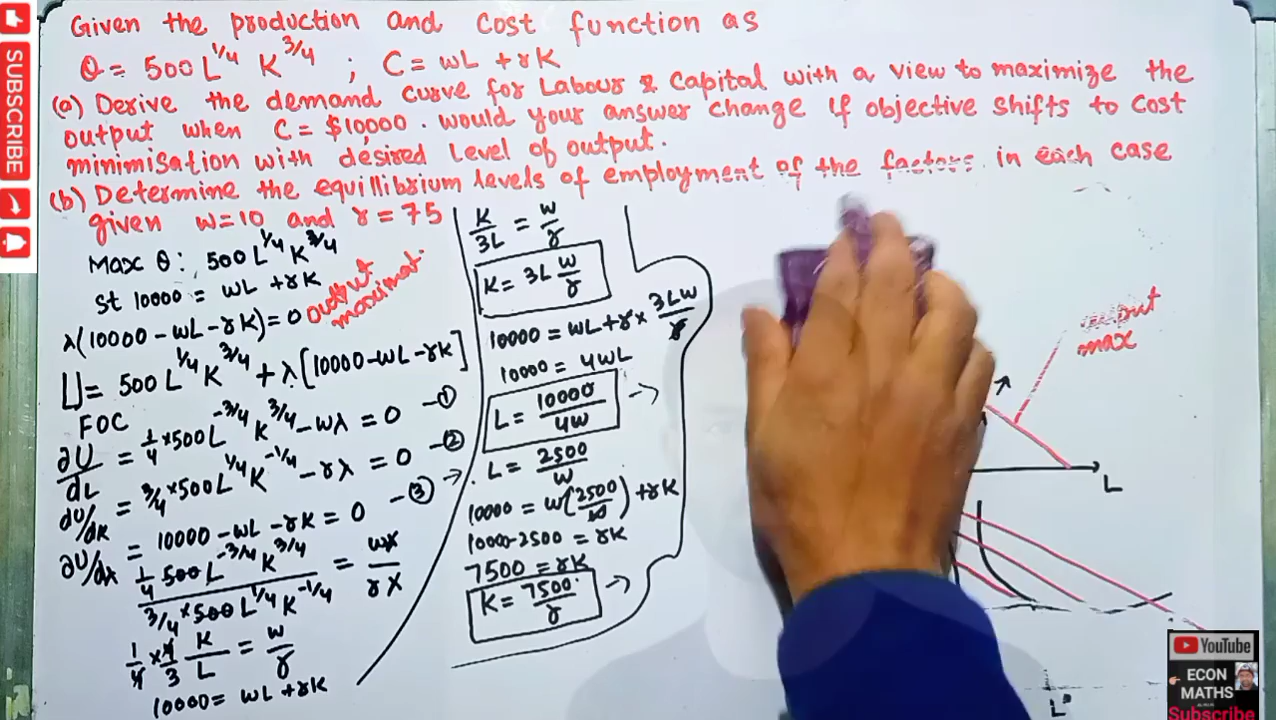 Given the production and cost function as
Q = 500 L^1/4 K^3/4 ; C = wL + rK
(a) Derive the demand curve for Labour & Capital with a view to maximize the
output when C = $10,000. would your answer change if objective shifts to cost
minimisation with desired level of output.
(b) Determine the equillibrium levels of employment of the factors in each case
given w=10 and r = 75
Max Q: 500 L^1/4 K^3/4
st 10000 = wL + rK
output
λ(10000 - wL - rK) = 0
U = 500 L^1/4 K^3/4 + λ[10000 - wL - rK]
FOC
∂U/dL = 1/4 × 500 L^-3/4 K^3/4 - wλ = 0 - ①
∂U/dK = 3/4 × 500 L^1/4 K^-1/4 - rλ = 0 - ②
∂U/dλ = 10000 - wL - rK = 0 - ③ →
1/4 500 L^-3/4 K^3/4 / 3/4 × 500 L^1/4 K^-1/4 = wλ / rλ
1/4 × 4/3 K/L = w/r
10000 = wL + rK
K/3L = w/r
K = 3L w/r
10000 = wL + r × 3Lw/r
10000 = 4wL
L = 10000/4w →
L = 2500/w
10000 = w(2500/w) + rK
10000-2500 = rK
7500 = rK
K = 7500/r →
max
L
L*
SUBSCRIBE
YouTube
ECON
MATHS
Subscribe